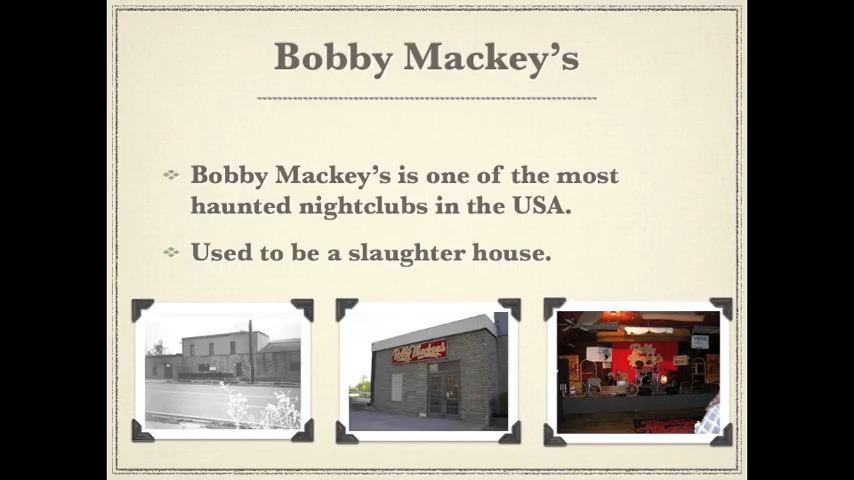 Bobby Mackey's
Bobby Mackey's is one of the most
haunted nightclubs in the USA.
Used to be a slaughter house.
Bobby Mackey's
Bobby